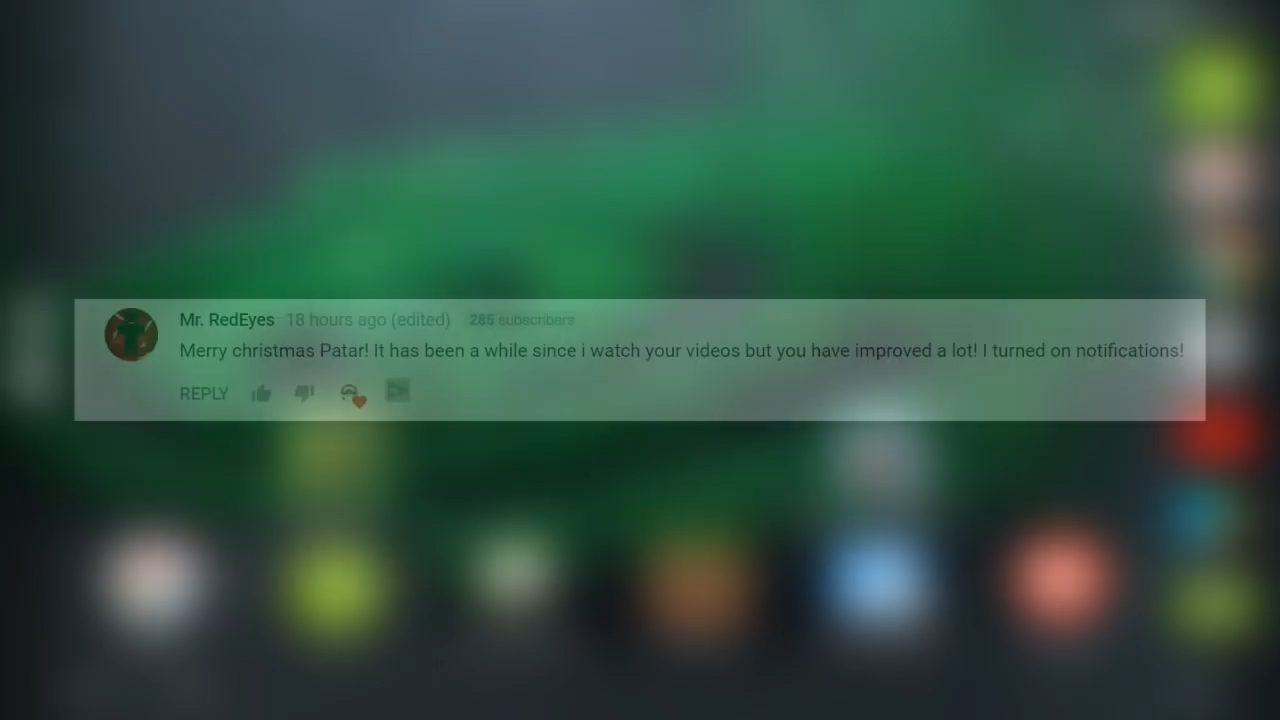 Mr. RedEyes 18 hours ago (edited) 285 subscribers
Merry christmas Patar! It has been a while since i watch your videos but you have improved a lot! I turned on notifications!
REPLY